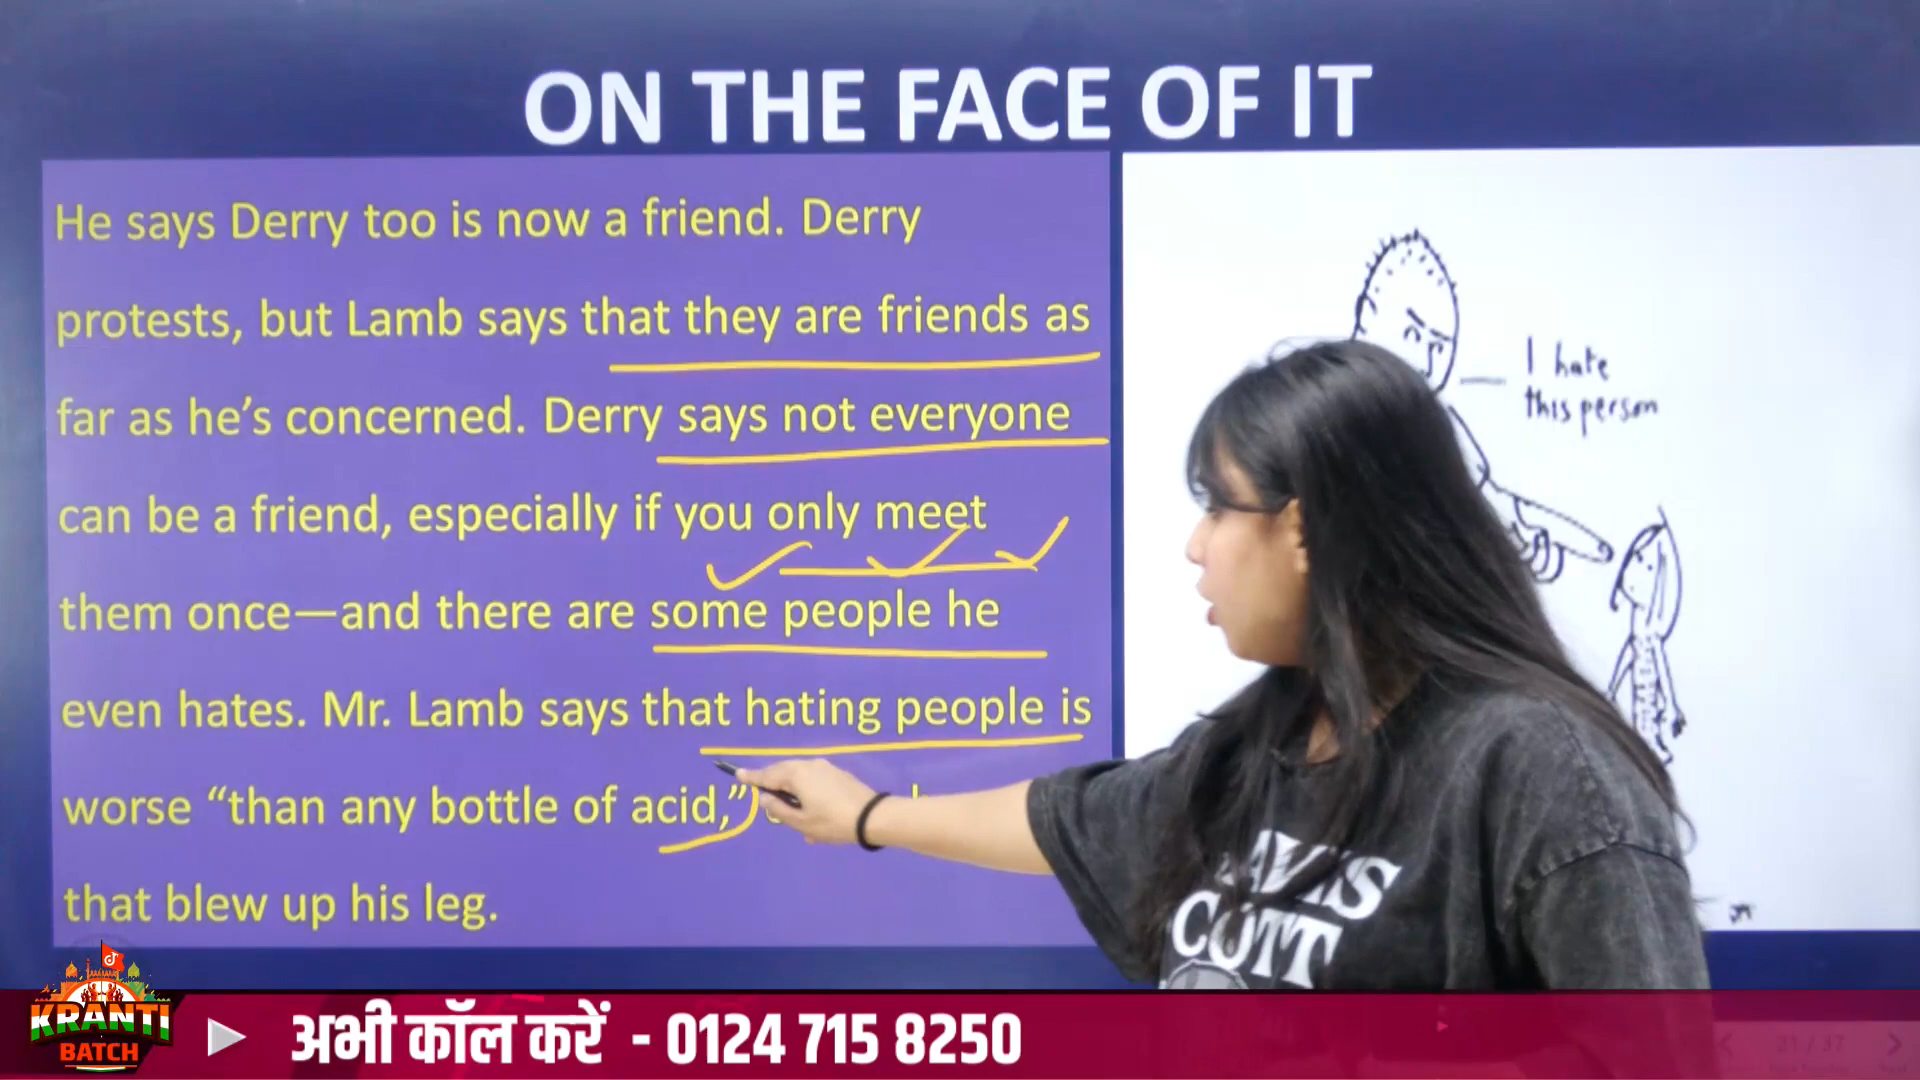 ON THE FACE OF IT
He says Derry too is now a friend. Derry
protests, but Lamb says that they are friends as
far as he's concerned. Derry says not everyone
can be a friend, especially if you only meet
them once—and there are some people he
even hates. Mr. Lamb says that hating people is
worse “than any bottle of acid,”
that blew up his leg.
I hate
this person
COTT
KRANTI
BATCH
अभी कॉल करें - 0124 715 8250
31 / 37